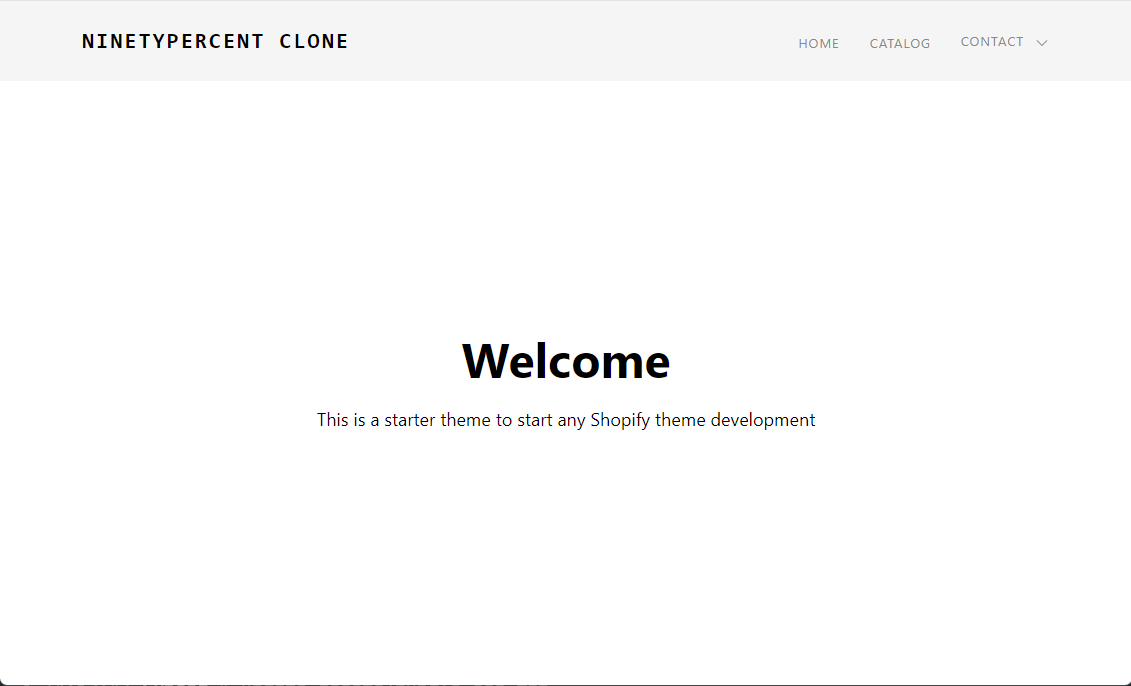 NINETYPERCENT CLONE
HOME CATALOG CONTACT
Welcome
This is a starter theme to start any Shopify theme development